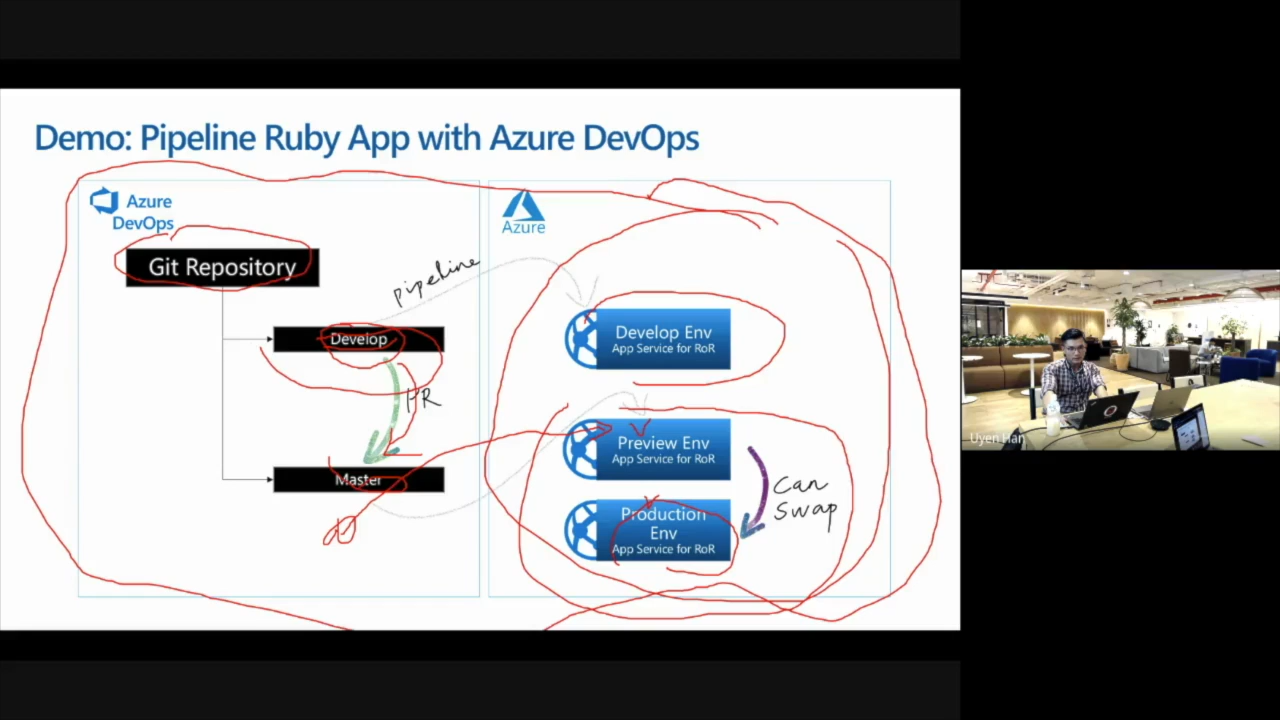 Demo: Pipeline Ruby App with Azure DevOps
Azure
DevOps
Git Repository
Develop
Master
pipeline
Azure
Develop Env
App Service for RoR
Preview Env
App Service for RoR
Production
Env
App Service for RoR
Can
Swap
Uyen Han